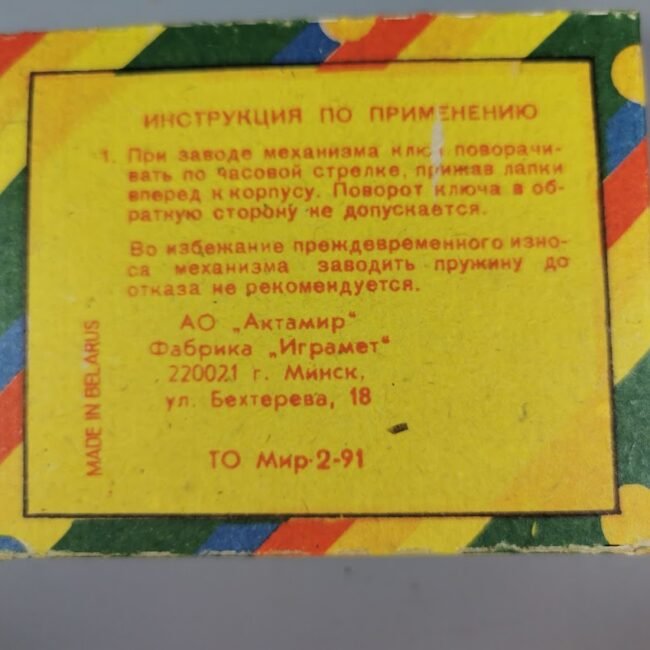 ИНСТРУКЦИЯ ПО ПРИМЕНЕНИЮ
1. При заводе механизма ключ поворачи-
вать по часовой стрелке, прижав лапки
вперед к корпусу. Поворот ключа в об-
ратную сторону не допускается.
Во избежание преждевременного изно-
са механизма заводить пружину до
отказа не рекомендуется.
АО „Актамир"
Фабрика „Играмет"
220021 г. Минск,
ул. Бехтерева, 18
ТО Мир-2-91
MADE IN BELARUS